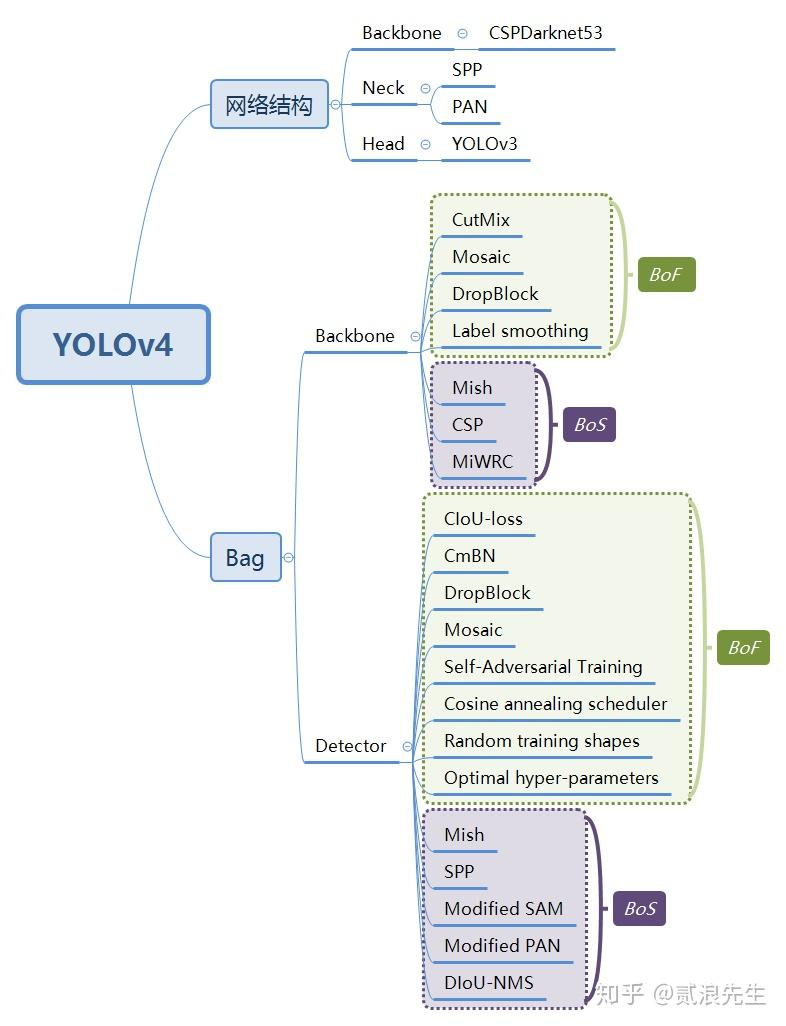 YOLOv4
网络结构
Backbone
CSPDarknet53
Neck
SPP
PAN
Head
YOLOv3
Bag
Backbone
CutMix
Mosaic
DropBlock
Label smoothing
BoF
Mish
CSP
MiWRC
BoS
Detector
CIoU-loss
CmBN
DropBlock
Mosaic
Self-Adversarial Training
Cosine annealing scheduler
Random training shapes
Optimal hyper-parameters
BoF
Mish
SPP
Modified SAM
Modified PAN
DIoU-NMS
BoS
知乎 @贰浪先生